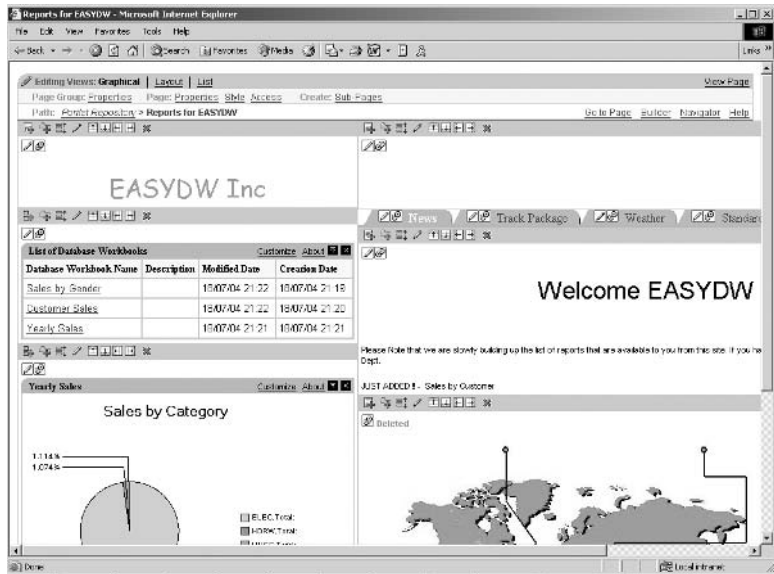 Reports for EASYDW - Microsoft Internet Explorer
File Edit View Favorites Tools Help
Back Search Favorites Media Links »
Editing Views: Graphical | Layout | List View Page
Page Group: Properties Page: Properties Style Access Create: Sub-Pages
Path: Portlet Repository > Reports for EASYDW Go to Page Builder Navigator Help
EASYDW Inc
News Track Package Weather Standard
List of Database Workbooks Customize About
Database Workbook Name Description Modified Date Creation Date
Sales by Gender 18/07/04 21:22 18/07/04 21:19
Customer Sales 18/07/04 21:22 18/07/04 21:20
Yearly Sales 18/07/04 21:21 18/07/04 21:21
Welcome EASYDW
Please Note that we are slowly building up the list of reports that are available to you from this site. If you ha
Dept.
JUST ADDED !! - Sales by Customer
Yearly Sales Customize About
Deleted
Sales by Category
1.114%
1.074%
ELEC,Total:
HDRW,Total:
Done Local intranet